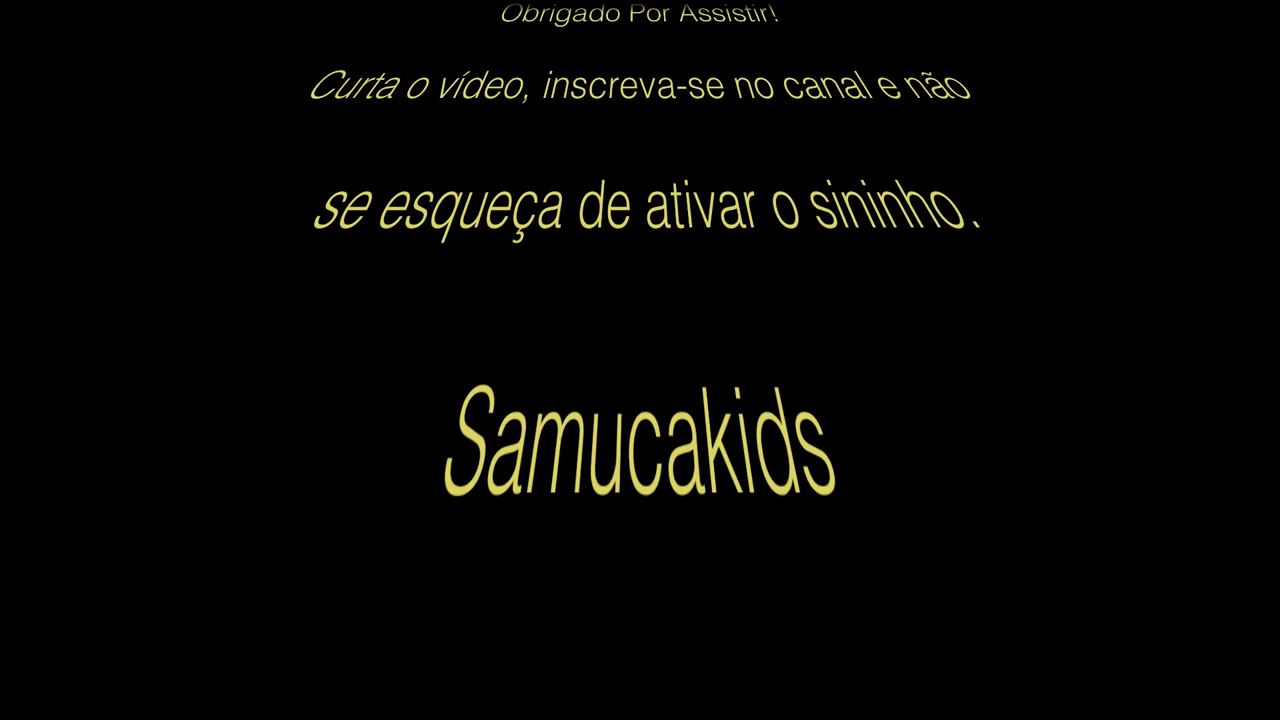 Obrigado Por Assistir!
Curta o vídeo, inscreva-se no canal e não
se esqueça de ativar o sininho.
Samucakids